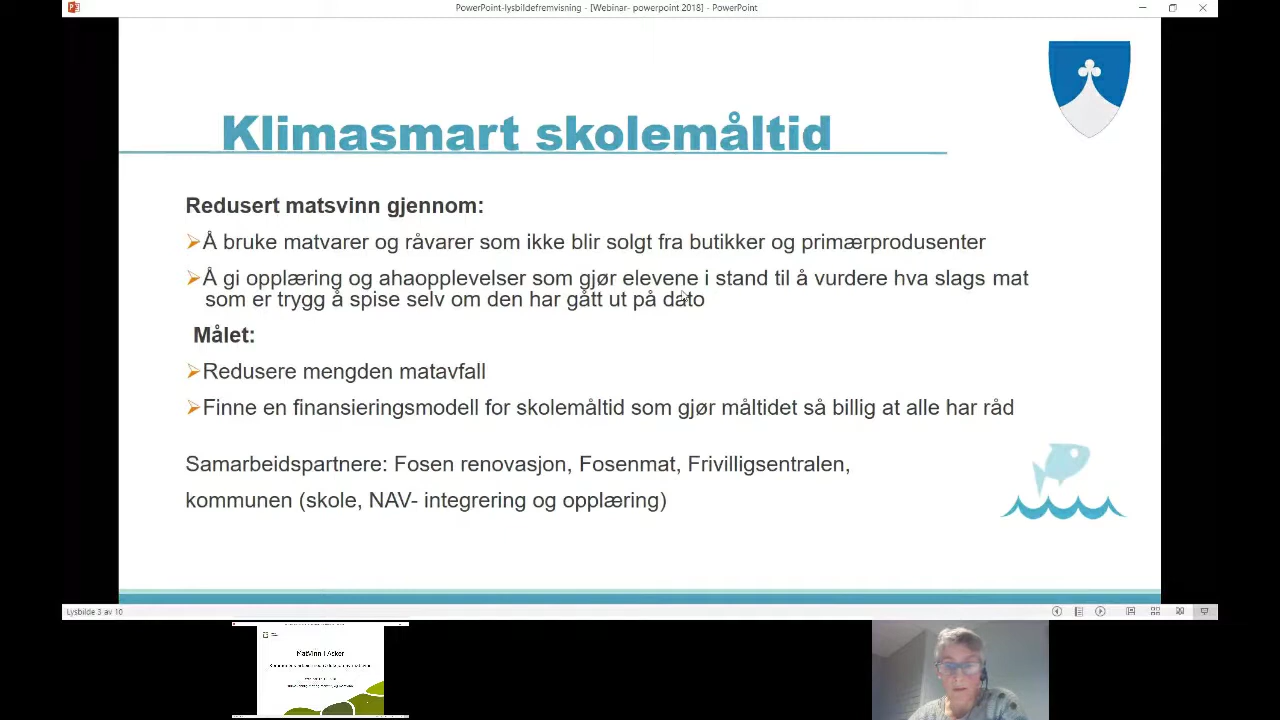 PowerPoint-lysbildefremvisning - [Webinar- powerpoint 2018] - PowerPoint
Klimasmart skolemåltid
Redusert matsvinn gjennom:
Å bruke matvarer og råvarer som ikke blir solgt fra butikker og primærprodusenter
Å gi opplæring og ahaopplevelser som gjør elevene i stand til å vurdere hva slags mat
som er trygg å spise selv om den har gått ut på dato
Målet:
Redusere mengden matavfall
Finne en finansieringsmodell for skolemåltid som gjør måltidet så billig at alle har råd
Samarbeidspartnere: Fosen renovasjon, Fosenmat, Frivilligsentralen,
kommunen (skole, NAV- integrering og opplæring)
Lysbilde 3 av 10
MatVinn i Asker